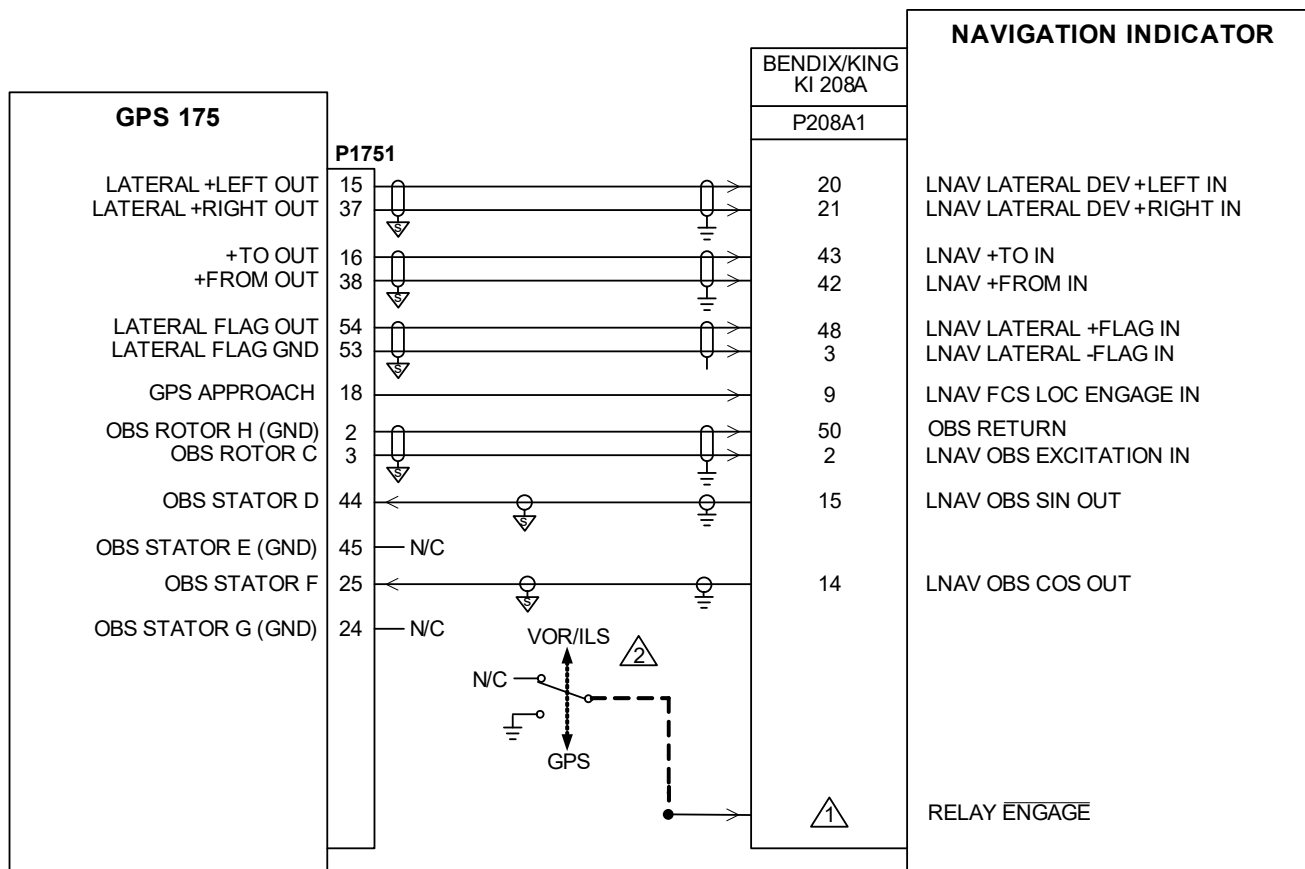 NAVIGATION INDICATOR
BENDIX/KING
KI 208A
P208A1
GPS 175
P1751
LATERAL +LEFT OUT 15 20 LNAV LATERAL DEV +LEFT IN
LATERAL +RIGHT OUT 37 21 LNAV LATERAL DEV +RIGHT IN
S
+TO OUT 16 43 LNAV +TO IN
+FROM OUT 38 42 LNAV +FROM IN
S
LATERAL FLAG OUT 54 48 LNAV LATERAL +FLAG IN
LATERAL FLAG GND 53 3 LNAV LATERAL -FLAG IN
S
GPS APPROACH 18 9 LNAV FCS LOC ENGAGE IN
OBS ROTOR H (GND) 2 50 OBS RETURN
OBS ROTOR C 3 2 LNAV OBS EXCITATION IN
S
OBS STATOR D 44 15 LNAV OBS SIN OUT
S
OBS STATOR E (GND) 45 N/C
OBS STATOR F 25 14 LNAV OBS COS OUT
S
OBS STATOR G (GND) 24 N/C
VOR/ILS 2
N/C
GPS
1 RELAY ENGAGE